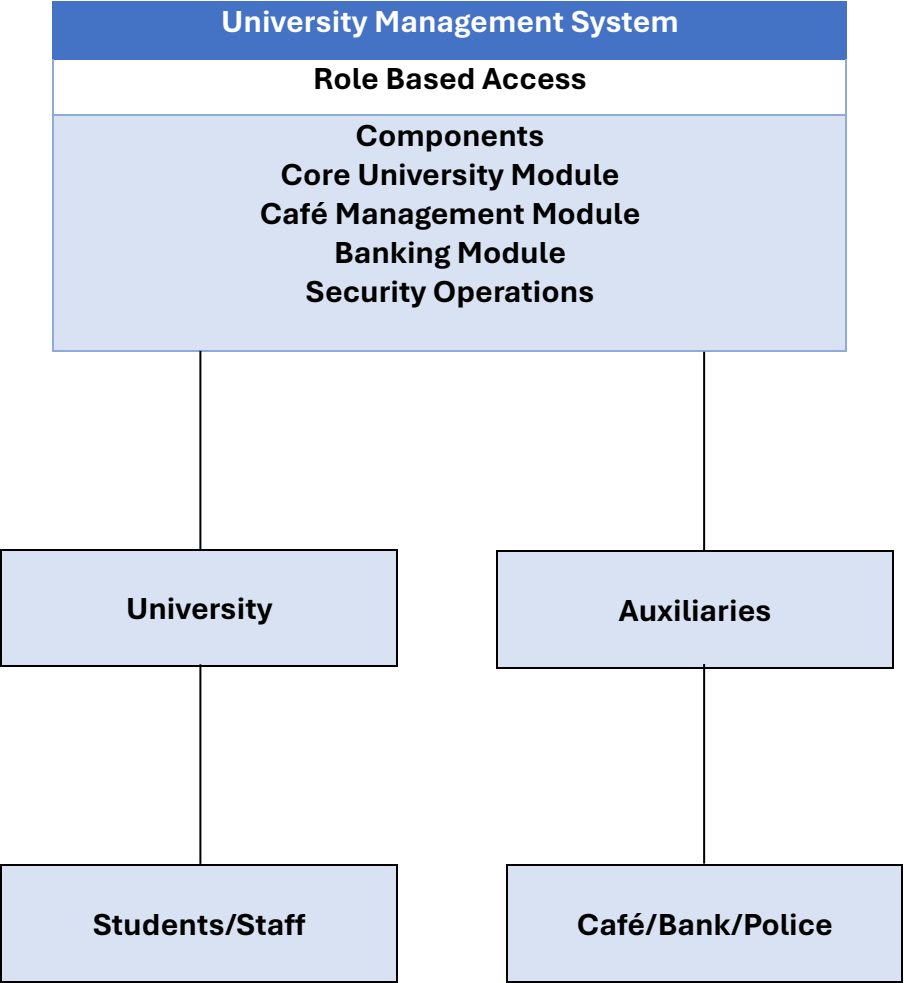 University Management System
Role Based Access
Components
Core University Module
Café Management Module
Banking Module
Security Operations
University
Auxiliaries
Students/Staff
Café/Bank/Police